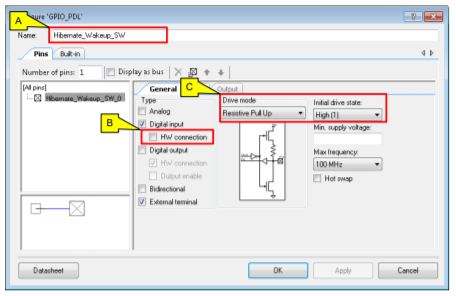 Configure 'GPIO_PDL'
A
Name: Hibernate_Wakeup_SW
Pins Built-in
Number of pins: 1 Display as bus
C
[All pins]
Hibernate_Wakeup_SW_0
General Output
Type
Analog
Digital input
B
HW connection
Digital output
HW connection
Output enable
Bidirectional
External terminal
Drive mode
Resistive Pull Up
Initial drive state:
High (1)
Min. supply voltage:
Max frequency:
100 MHz
Hot swap
Datasheet OK Apply Cancel